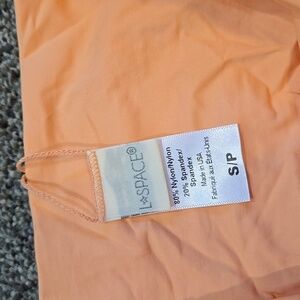 L☆SPACE®
80% Nylon/Nylon
20% Spandex/
Spandex
Made in USA
Fabriqué aux États-Unis
S/P